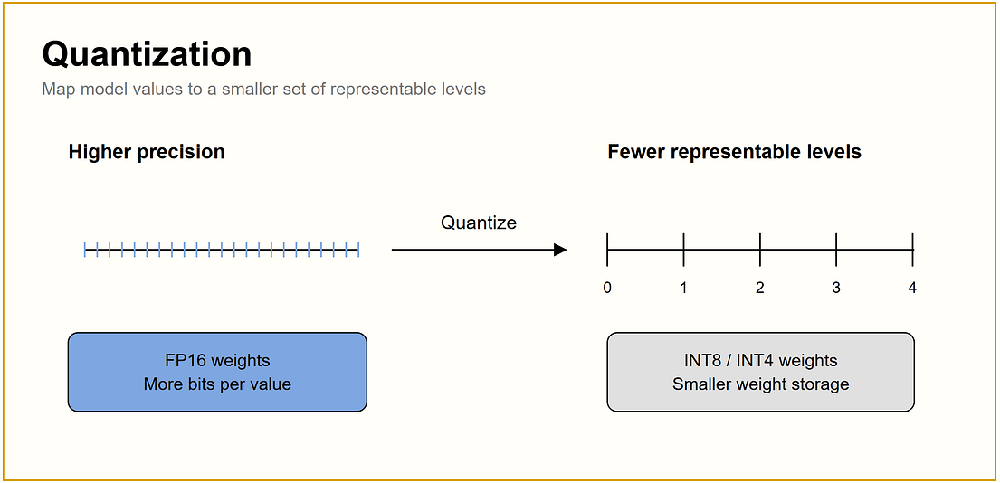 Quantization
Map model values to a smaller set of representable levels
Higher precision
Fewer representable levels
Quantize
0 1 2 3 4
FP16 weights
More bits per value
INT8 / INT4 weights
Smaller weight storage